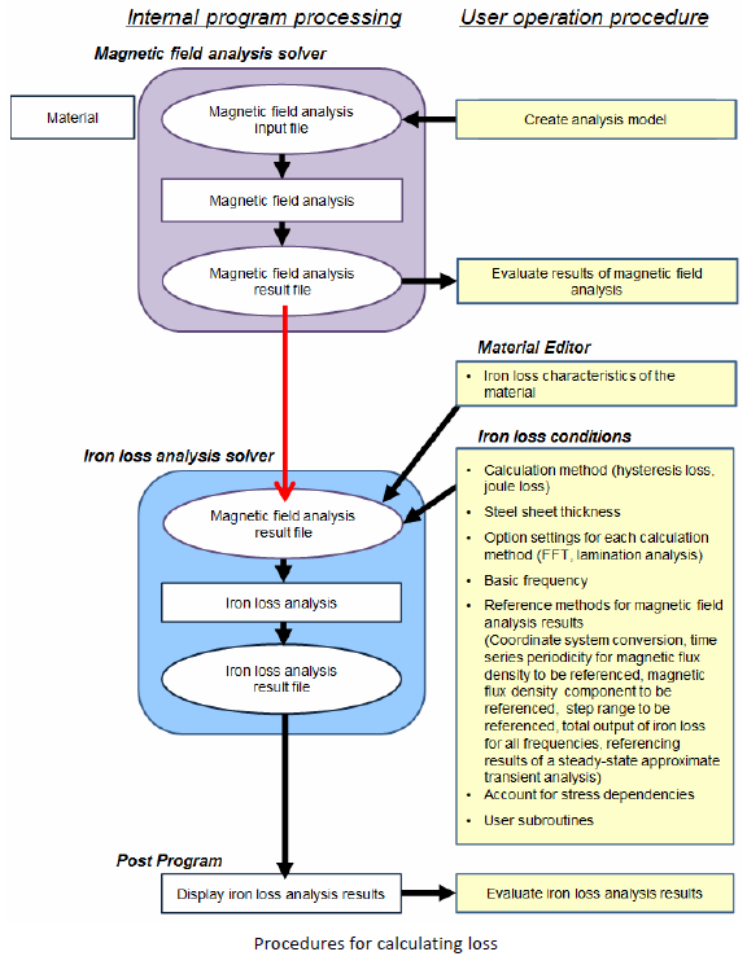 Internal program processing
User operation procedure
Magnetic field analysis solver
Material
Magnetic field analysis
input file
Create analysis model
Magnetic field analysis
Magnetic field analysis
result file
Evaluate results of magnetic field
analysis
Material Editor
• Iron loss characteristics of the
material
Iron loss analysis solver
Iron loss conditions
• Calculation method (hysteresis loss,
joule loss)
• Steel sheet thickness
• Option settings for each calculation
method (FFT, lamination analysis)
• Basic frequency
• Reference methods for magnetic field
analysis results
(Coordinate system conversion, time
series periodicity for magnetic flux
density to be referenced, magnetic
flux density component to be
referenced, step range to be
referenced, total output of iron loss
for all frequencies, referencing
results of a steady-state approximate
transient analysis)
• Account for stress dependencies
• User subroutines
Magnetic field analysis
result file
Iron loss analysis
Iron loss analysis
result file
Post Program
Display iron loss analysis results
Evaluate iron loss analysis results
Procedures for calculating loss